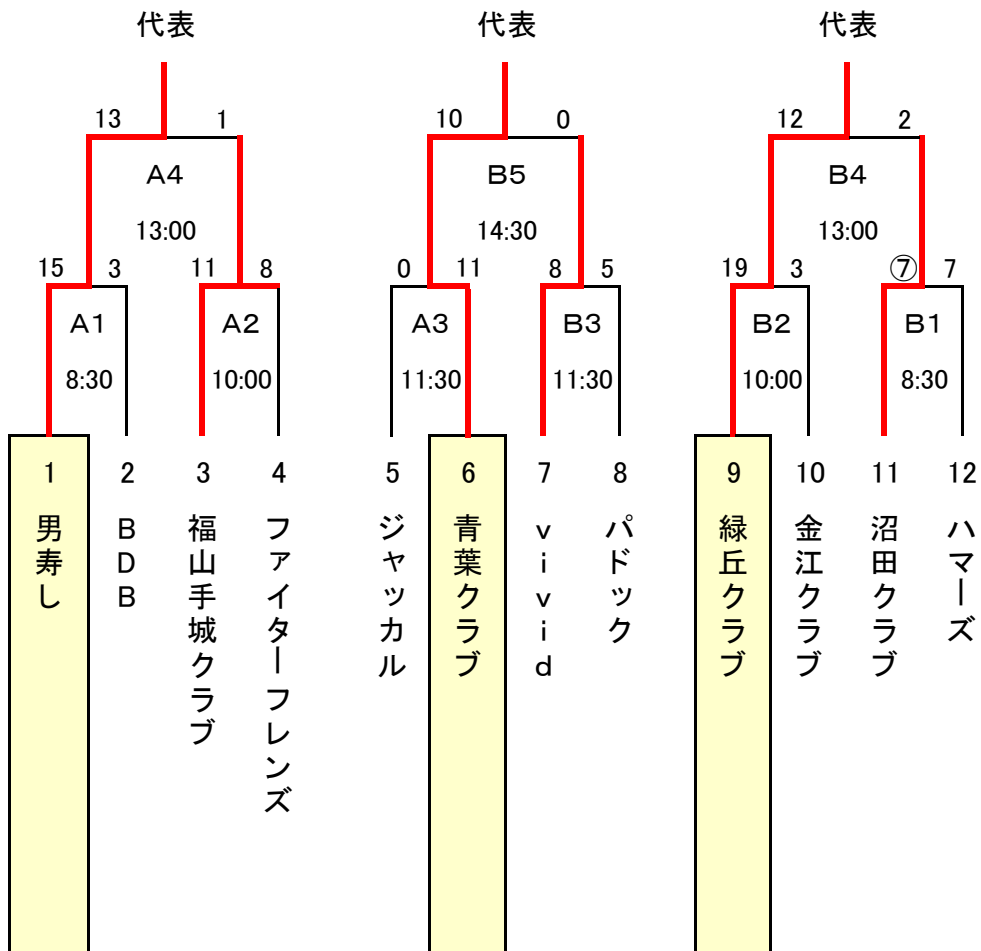 代表 代表 代表
13 1 10 0 12 2
A4 B5 B4
13:00 14:30 13:00
15 3 11 8 0 11 8 5 19 3 ⑦ 7
A1 A2 A3 B3 B2 B1
8:30 10:00 11:30 11:30 10:00 8:30
1 2 3 4 5 6 7 8 9 10 11 12
男寿し
BDB
福山手城クラブ
ファイターフレンズ
ジャッカル
青葉クラブ
vivid
パドック
緑丘クラブ
金江クラブ
沼田クラブ
ハマーズ